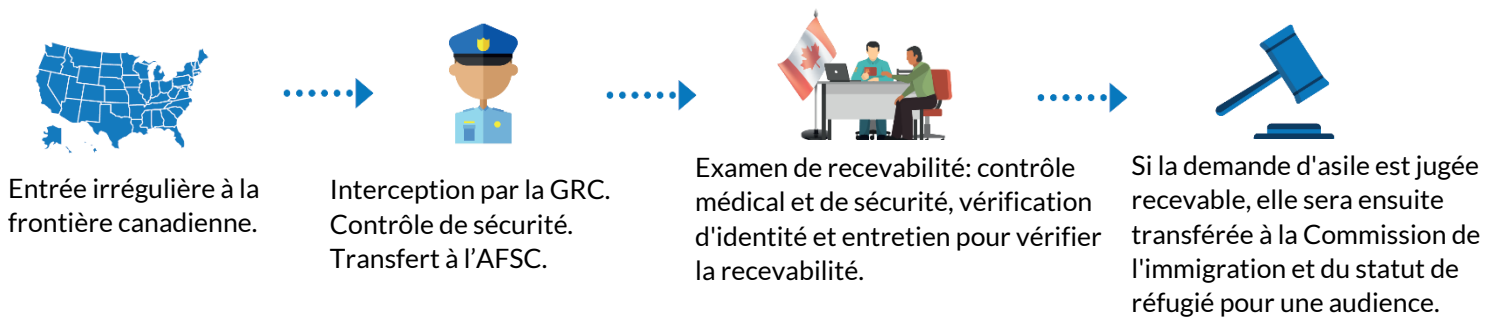 Entrée irrégulière à la
frontière canadienne.
Interception par la GRC.
Contrôle de sécurité.
Transfert à l’AFSC.
Examen de recevabilité: contrôle
médical et de sécurité, vérification
d'identité et entretien pour vérifier
la recevabilité.
Si la demande d'asile est jugée
recevable, elle sera ensuite
transférée à la Commission de
l'immigration et du statut de
réfugié pour une audience.